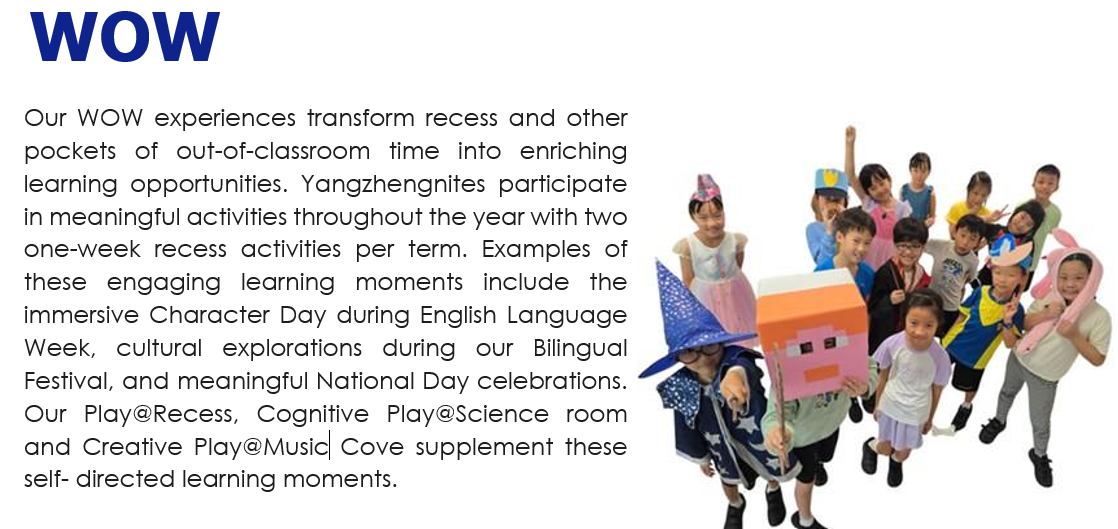 WOW
Our WOW experiences transform recess and other
pockets of out-of-classroom time into enriching
learning opportunities. Yangzhengnites participate
in meaningful activities throughout the year with two
one-week recess activities per term. Examples of
these engaging learning moments include the
immersive Character Day during English Language
Week, cultural explorations during our Bilingual
Festival, and meaningful National Day celebrations.
Our Play@Recess, Cognitive Play@Science room
and Creative Play@Music Cove supplement these
self- directed learning moments.